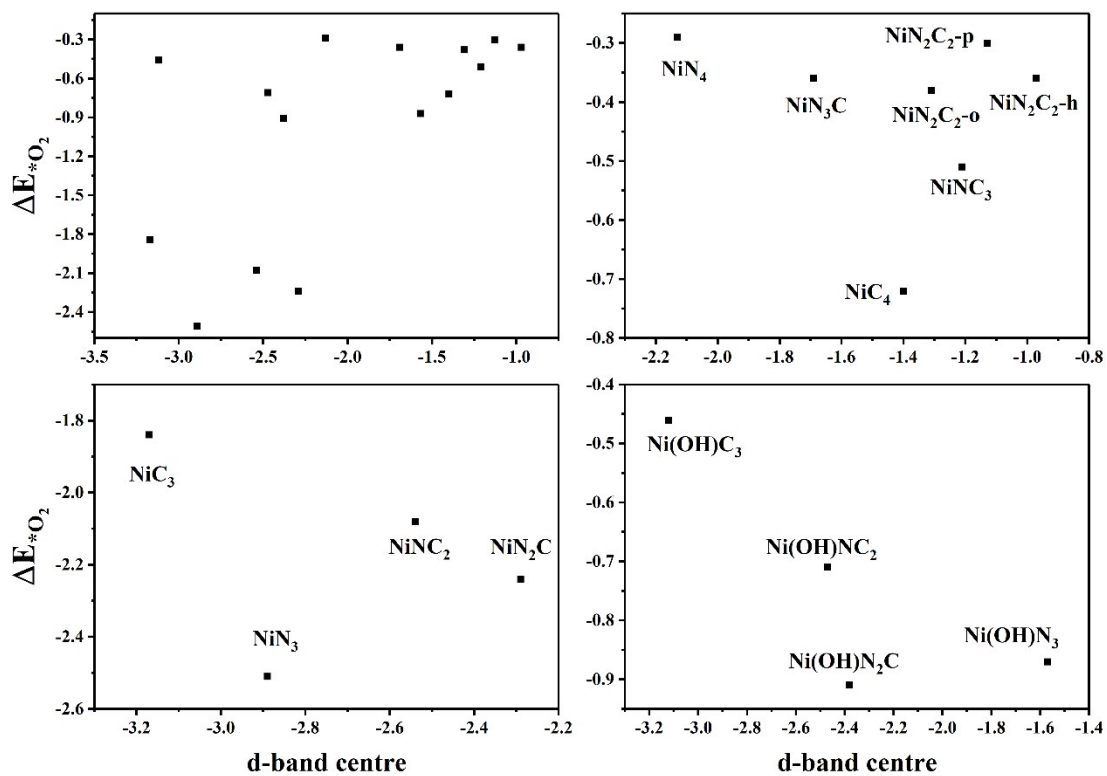 ΔE*O2
-0.3
-0.6
-0.9
-1.2
-1.5
-1.8
-2.1
-2.4
-3.5 -3.0 -2.5 -2.0 -1.5 -1.0
-0.3
-0.4
-0.5
-0.6
-0.7
-0.8
NiN4
NiN3C
NiN2C2-p
NiN2C2-o
NiN2C2-h
NiNC3
NiC4
-2.2 -2.0 -1.8 -1.6 -1.4 -1.2 -1.0 -0.8
ΔE*O2
-1.8
-2.0
-2.2
-2.4
-2.6
NiC3
NiNC2
NiN2C
NiN3
-3.2 -3.0 -2.8 -2.6 -2.4 -2.2
d-band centre
-0.4
-0.5
-0.6
-0.7
-0.8
-0.9
Ni(OH)C3
Ni(OH)NC2
Ni(OH)N3
Ni(OH)N2C
-3.2 -3.0 -2.8 -2.6 -2.4 -2.2 -2.0 -1.8 -1.6 -1.4
d-band centre